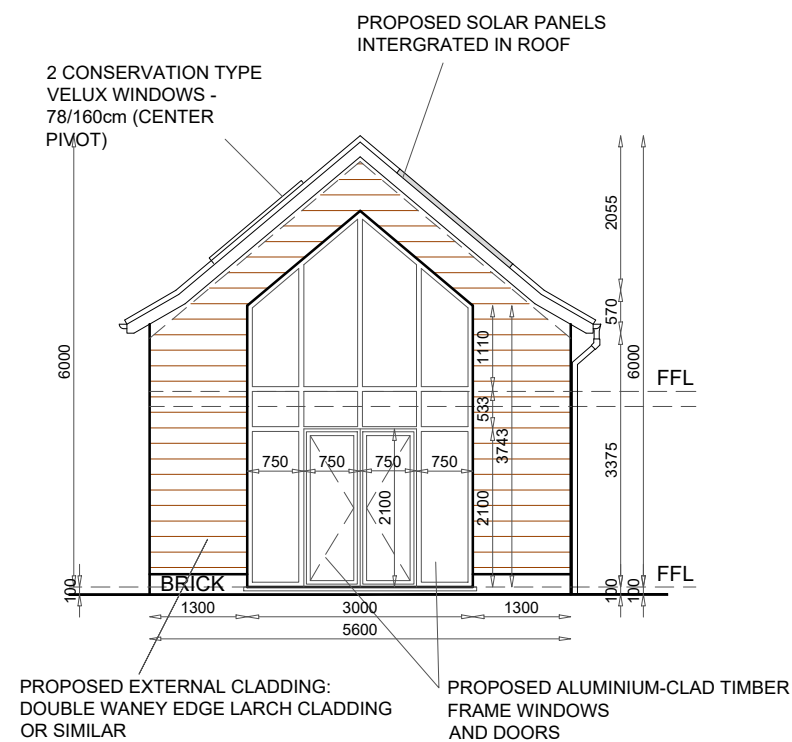 PROPOSED SOLAR PANELS
INTERGRATED IN ROOF
2 CONSERVATION TYPE
VELUX WINDOWS -
78/160cm (CENTER
PIVOT)
2055
570
6000
6000
1110
FFL
533
3743
3375
750
750
750
750
2100
2100
BRICK
FFL
100
100
100
1300
3000
1300
5600
PROPOSED EXTERNAL CLADDING:
DOUBLE WANEY EDGE LARCH CLADDING
OR SIMILAR
PROPOSED ALUMINIUM-CLAD TIMBER
FRAME WINDOWS
AND DOORS